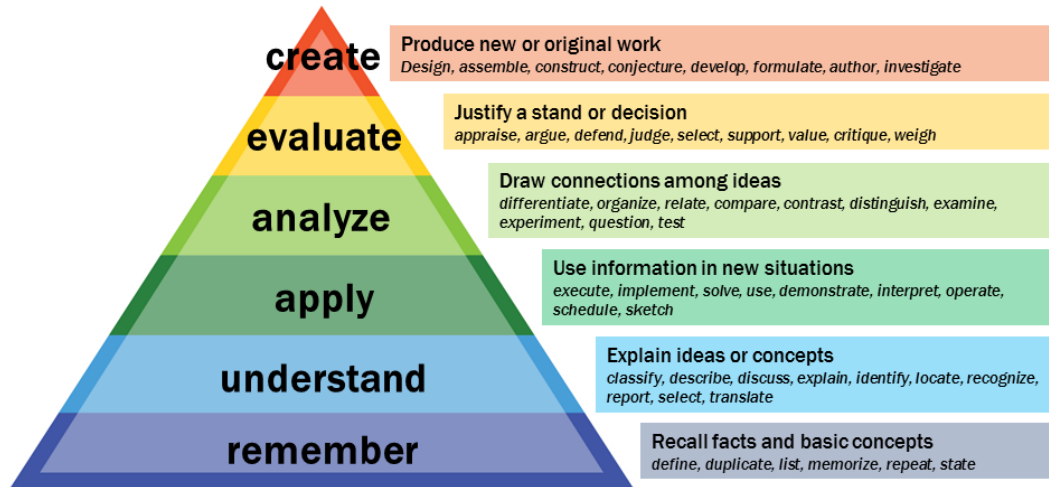 create
Produce new or original work
Design, assemble, construct, conjecture, develop, formulate, author, investigate
evaluate
Justify a stand or decision
appraise, argue, defend, judge, select, support, value, critique, weigh
analyze
Draw connections among ideas
differentiate, organize, relate, compare, contrast, distinguish, examine,
experiment, question, test
apply
Use information in new situations
execute, implement, solve, use, demonstrate, interpret, operate,
schedule, sketch
understand
Explain ideas or concepts
classify, describe, discuss, explain, identify, locate, recognize,
report, select, translate
remember
Recall facts and basic concepts
define, duplicate, list, memorize, repeat, state